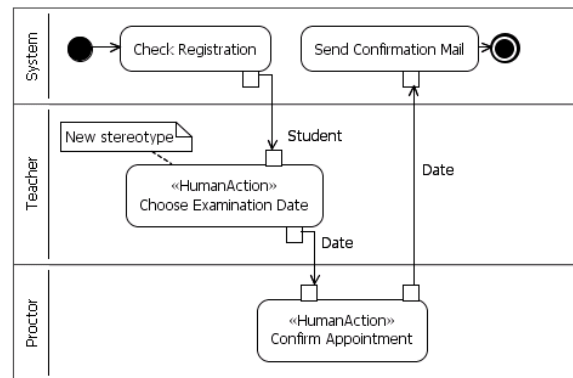 System
Check Registration
Send Confirmation Mail
Student
Teacher
New stereotype
«HumanAction»
Choose Examination Date
Date
Date
Proctor
«HumanAction»
Confirm Appointment